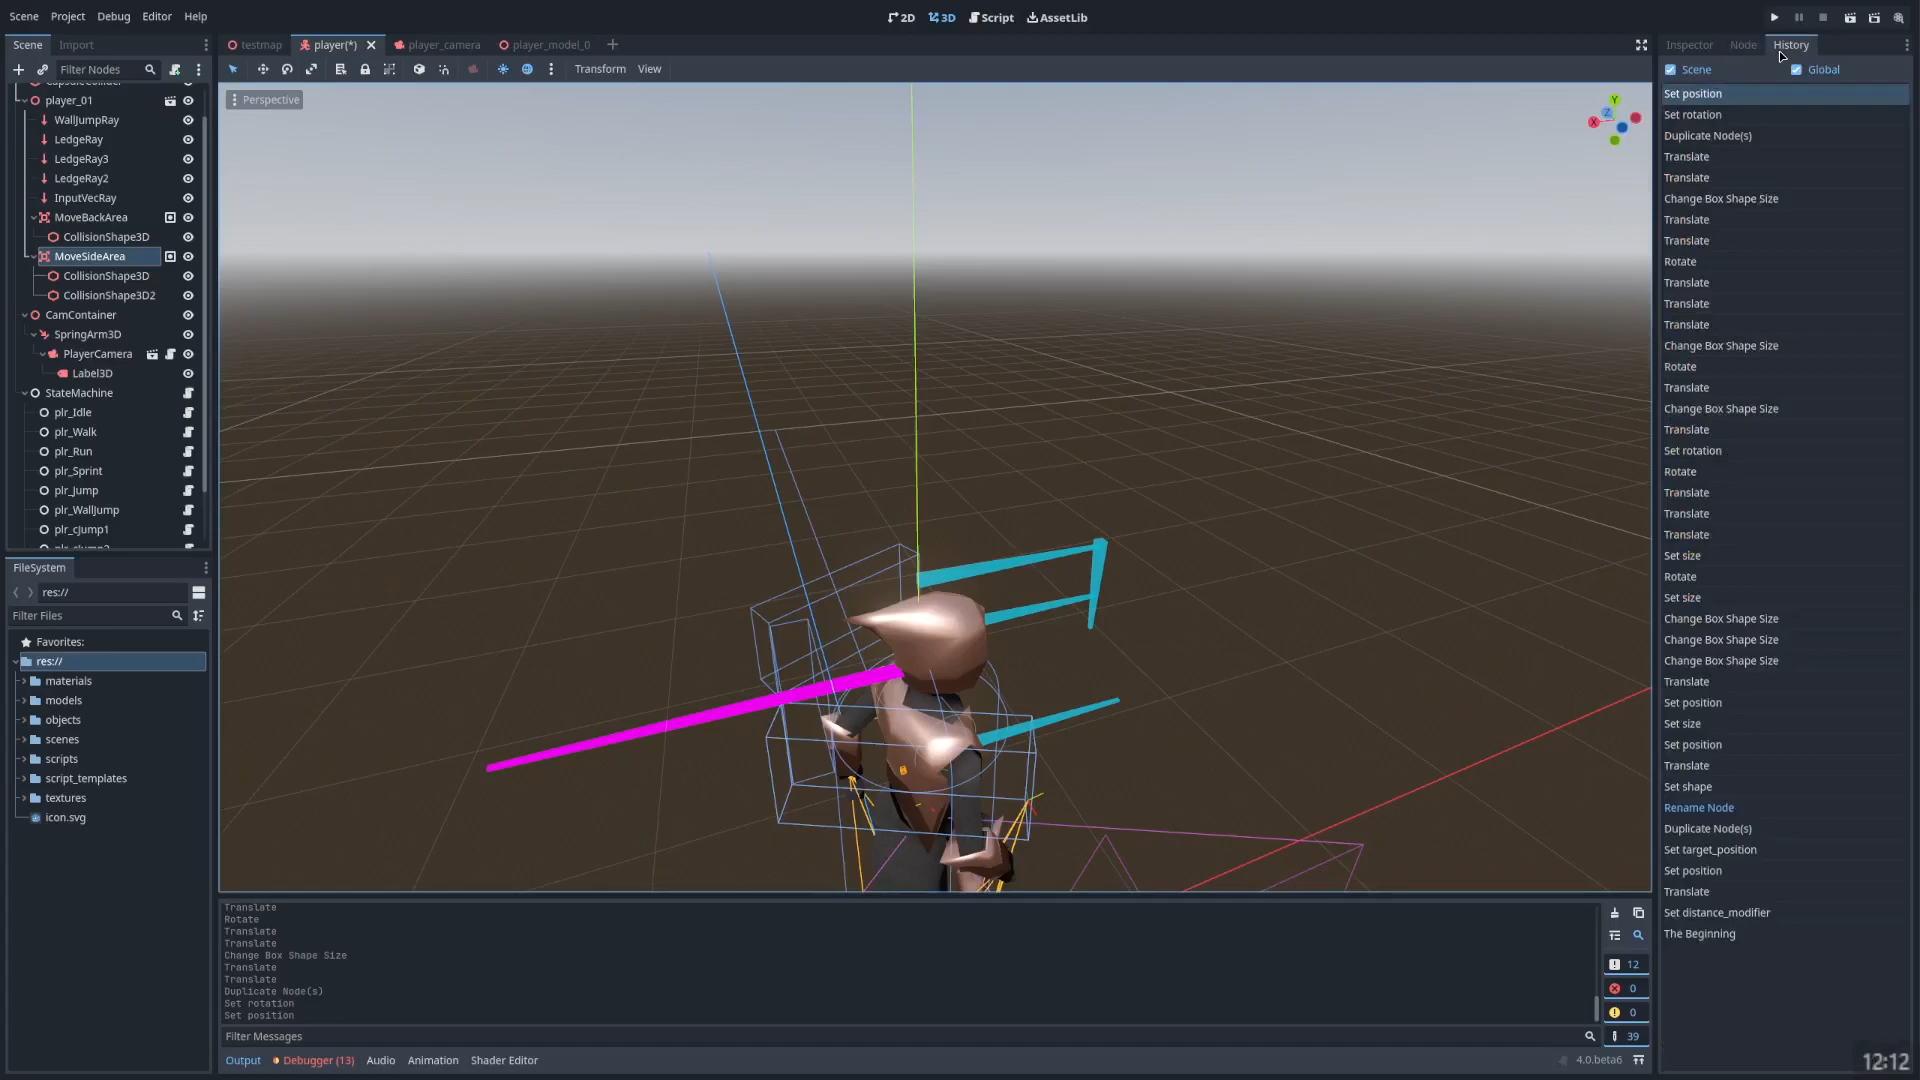 Scene Project Debug Editor Help
2D 3D Script AssetLib
Scene Import
Filter Nodes
CapsuleCollider
player_01
WallJumpRay
LedgeRay
LedgeRay3
LedgeRay2
InputVecRay
MoveBackArea
CollisionShape3D
MoveSideArea
CollisionShape3D
CollisionShape3D2
CamContainer
SpringArm3D
PlayerCamera
Label3D
StateMachine
plr_Idle
plr_Walk
plr_Run
plr_Sprint
plr_Jump
plr_WallJump
plr_cJump1
FileSystem
res://
Filter Files
Favorites:
res://
materials
models
objects
scenes
scripts
script_templates
textures
icon.svg
testmap player(*) player_camera player_model_0
Transform View
Perspective
Y
Z
X
Translate
Rotate
Translate
Translate
Change Box Shape Size
Translate
Translate
Duplicate Node(s)
Set rotation
Set position
Filter Messages
12
0
0
39
Output Debugger (13) Audio Animation Shader Editor
4.0.beta6
Inspector Node History
Scene Global
Set position
Set rotation
Duplicate Node(s)
Translate
Translate
Change Box Shape Size
Translate
Translate
Rotate
Translate
Translate
Translate
Change Box Shape Size
Rotate
Translate
Change Box Shape Size
Translate
Set rotation
Rotate
Translate
Translate
Translate
Set size
Rotate
Set size
Change Box Shape Size
Change Box Shape Size
Change Box Shape Size
Translate
Set position
Set size
Set position
Translate
Set shape
Rename Node
Duplicate Node(s)
Set target_position
Set position
Translate
Set distance_modifier
The Beginning
12:12